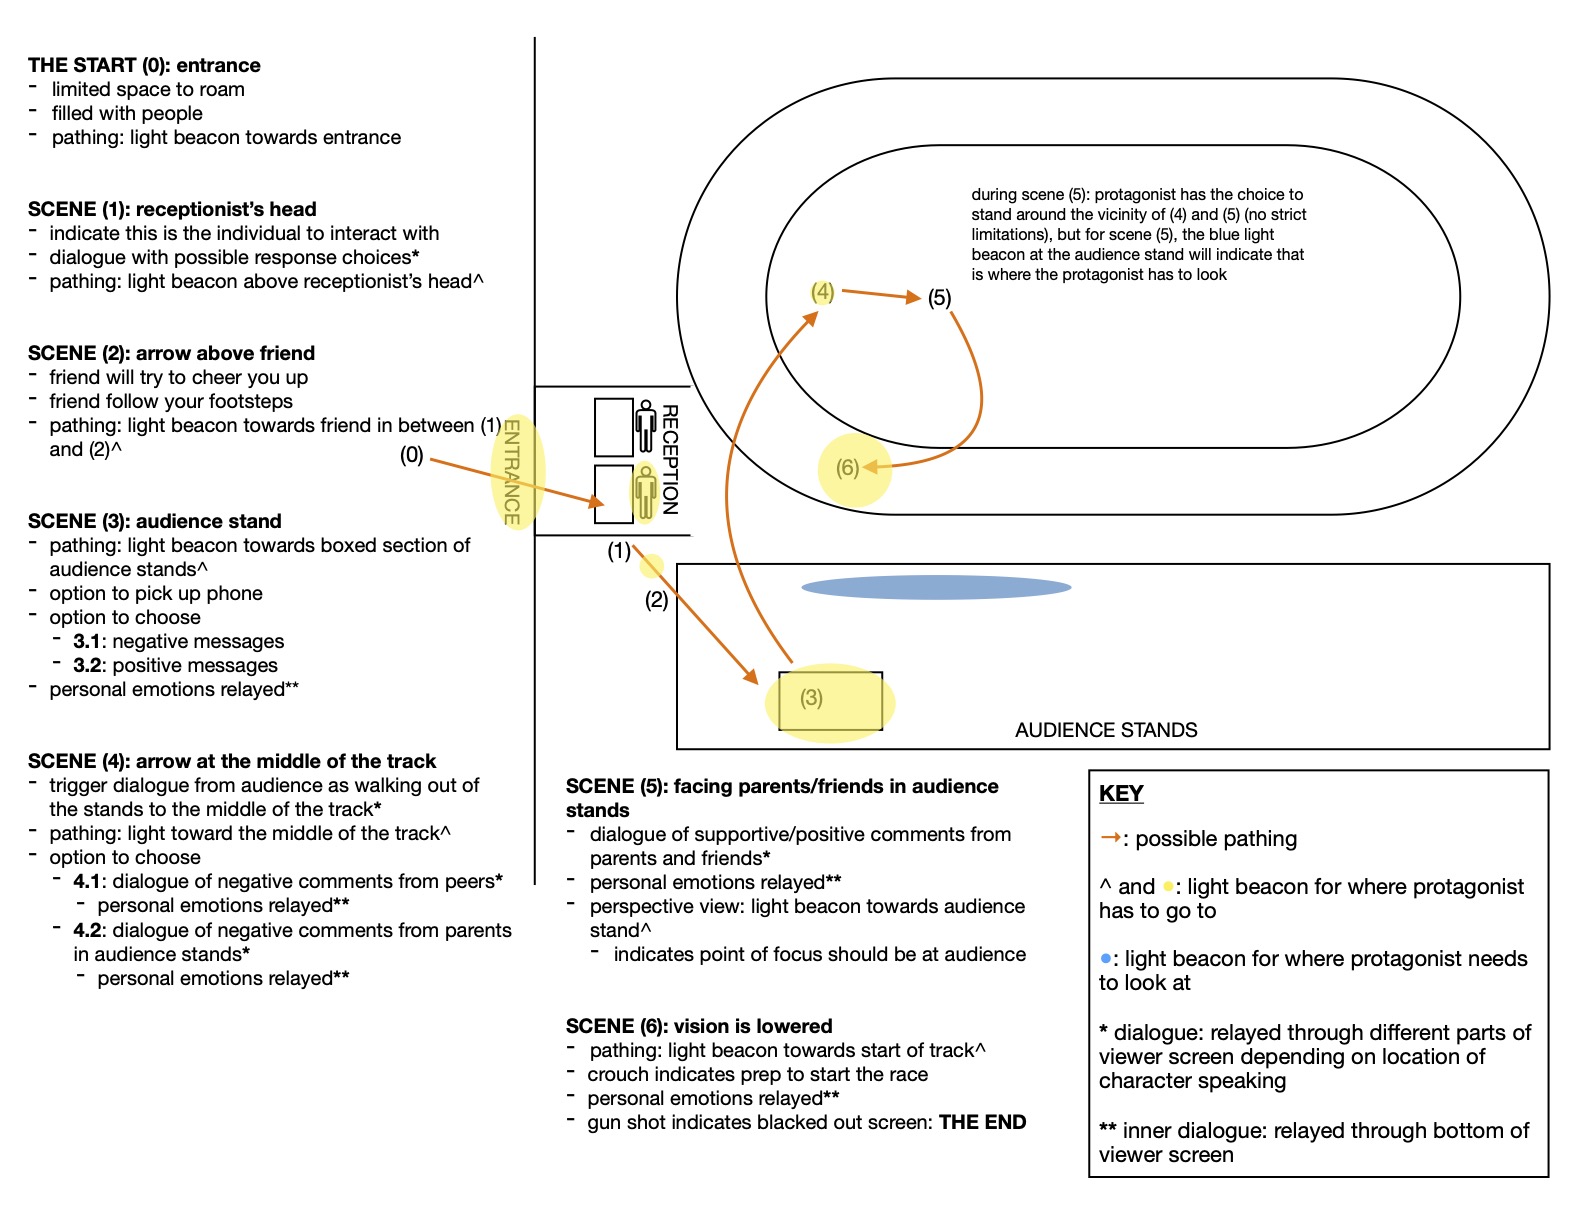 THE START (0): entrance
- limited space to roam
- filled with people
- pathing: light beacon towards entrance
SCENE (1): receptionist’s head
- indicate this is the individual to interact with
- dialogue with possible response choices*
- pathing: light beacon above receptionist’s head^
SCENE (2): arrow above friend
- friend will try to cheer you up
- friend follow your footsteps
- pathing: light beacon towards friend in between (1)
and (2)^
SCENE (3): audience stand
- pathing: light beacon towards boxed section of
audience stands^
- option to pick up phone
- option to choose
- 3.1: negative messages
- 3.2: positive messages
- personal emotions relayed**
SCENE (4): arrow at the middle of the track
- trigger dialogue from audience as walking out of
the stands to the middle of the track*
- pathing: light toward the middle of the track^
- option to choose
- 4.1: dialogue of negative comments from peers*
- personal emotions relayed**
- 4.2: dialogue of negative comments from parents
in audience stands*
- personal emotions relayed**
(0)
ENTRANCE
RECEPTION
(1)
(2)
(3)
AUDIENCE STANDS
during scene (5): protagonist has the choice to
stand around the vicinity of (4) and (5) (no strict
limitations), but for scene (5), the blue light
beacon at the audience stand will indicate that
is where the protagonist has to look
(4)
(5)
(6)
SCENE (5): facing parents/friends in audience
stands
- dialogue of supportive/positive comments from
parents and friends*
- personal emotions relayed**
- perspective view: light beacon towards audience
stand^
- indicates point of focus should be at audience
SCENE (6): vision is lowered
- pathing: light beacon towards start of track^
- crouch indicates prep to start the race
- personal emotions relayed**
- gun shot indicates blacked out screen: THE END
KEY
→: possible pathing
^ and ●: light beacon for where protagonist
has to go to
●: light beacon for where protagonist needs
to look at
* dialogue: relayed through different parts of
viewer screen depending on location of
character speaking
** inner dialogue: relayed through bottom of
viewer screen